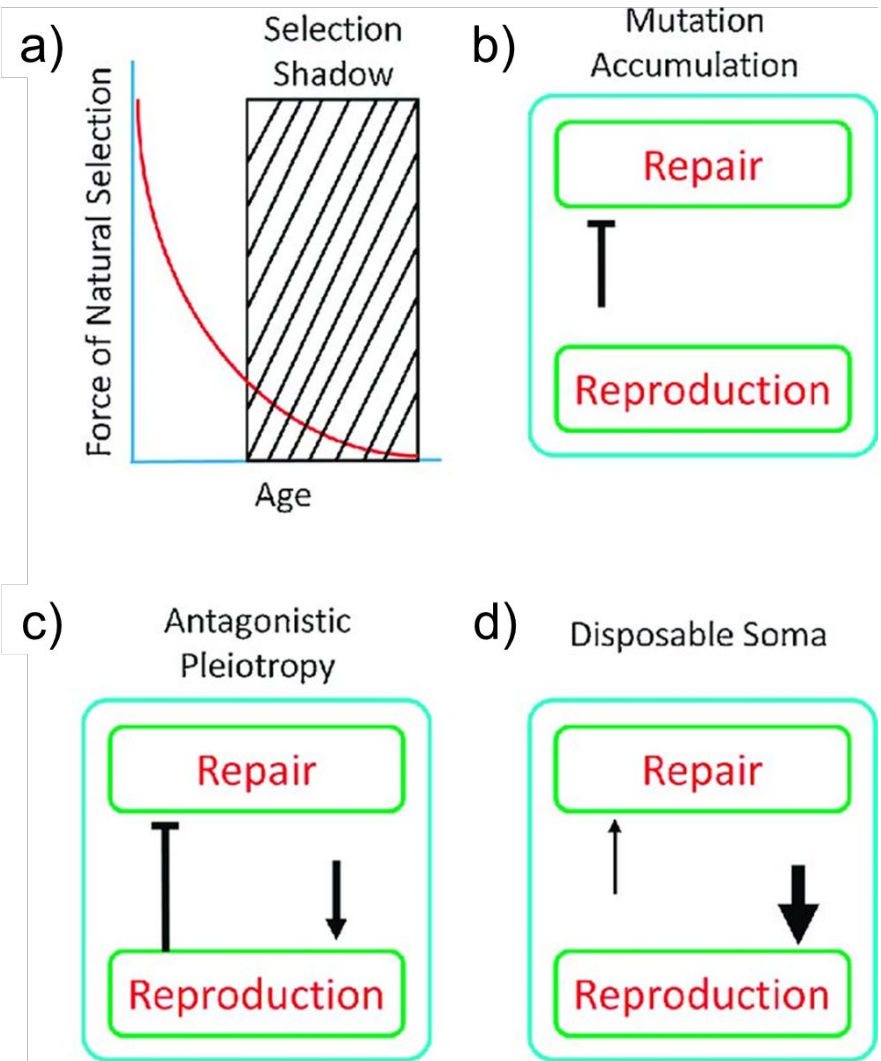 a)
Selection
Shadow
Force of Natural Selection
Age
b)
Mutation
Accumulation
Repair
Reproduction
c)
Antagonistic
Pleiotropy
Repair
Reproduction
d)
Disposable Soma
Repair
Reproduction